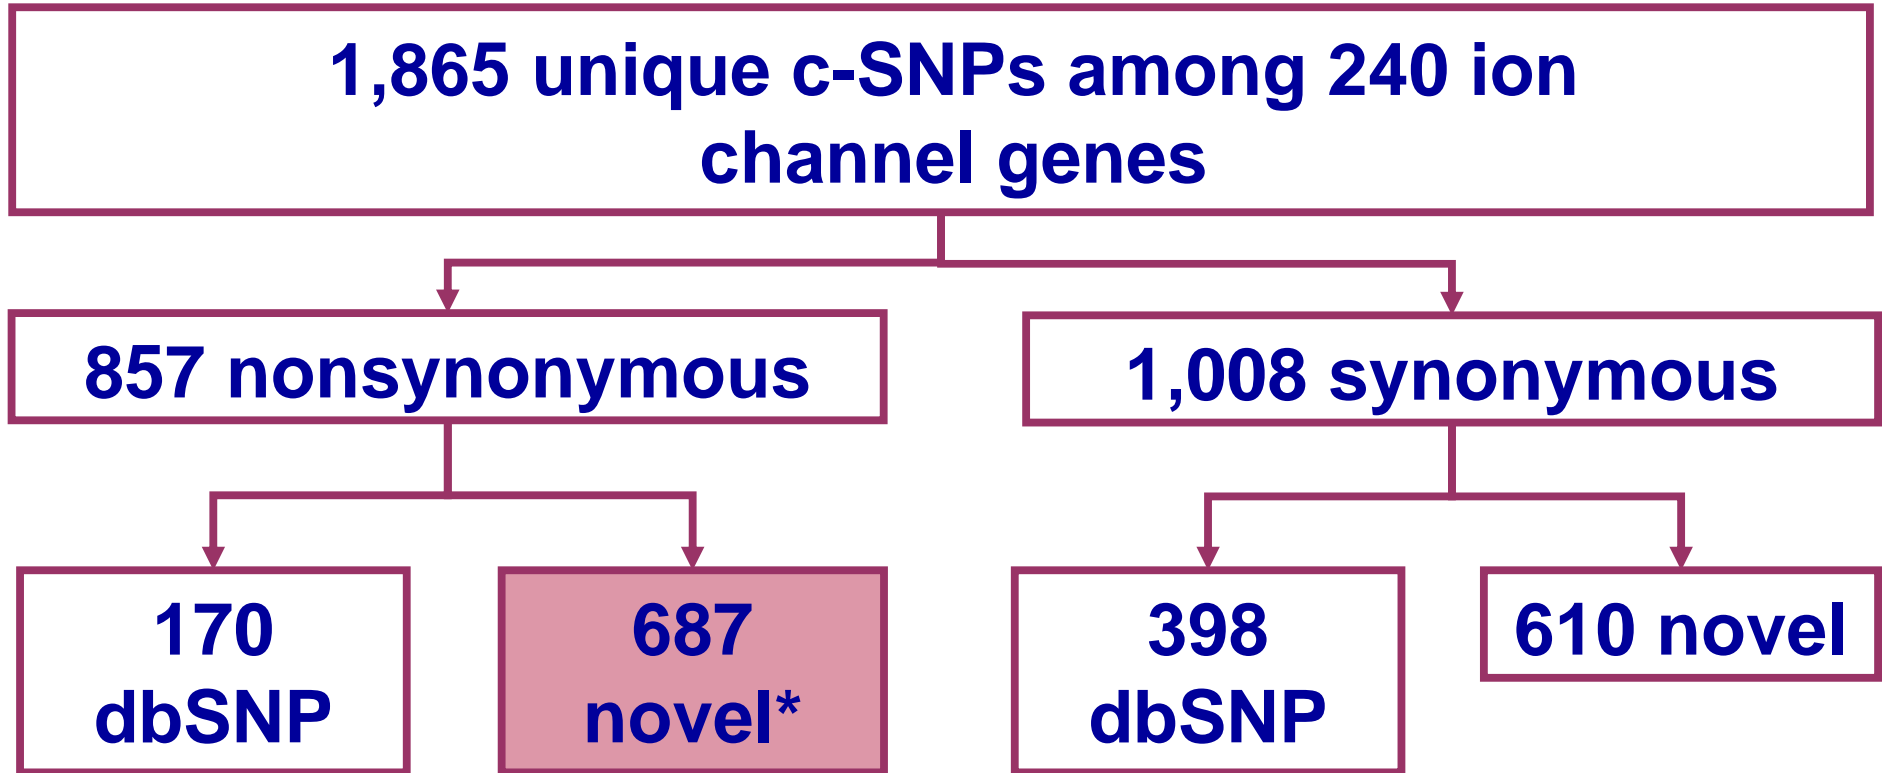 1,865 unique c-SNPs among 240 ion
channel genes
857 nonsynonymous
1,008 synonymous
170
dbSNP
687
novel*
398
dbSNP
610 novel